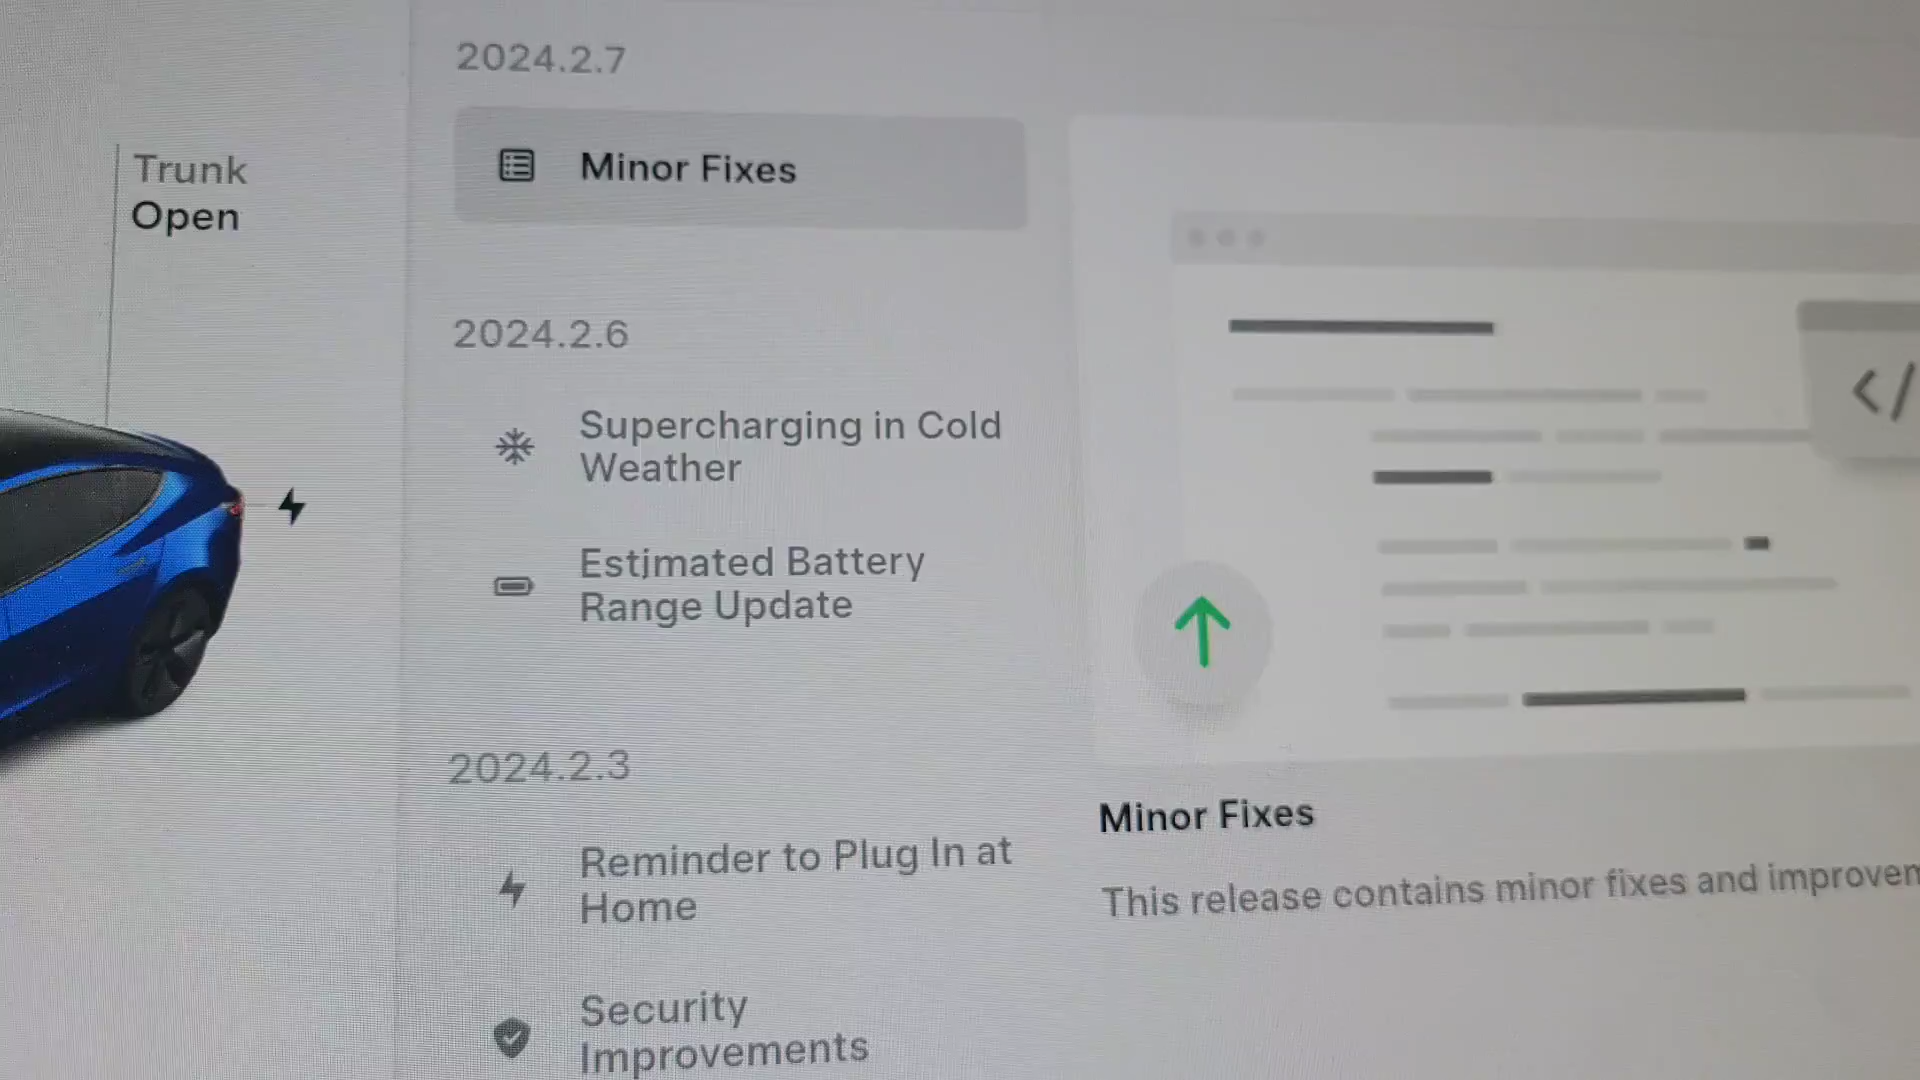 2024.2.7
Trunk
Open
Minor Fixes
2024.2.6
Supercharging in Cold
Weather
Estimated Battery
Range Update
</
2024.2.3
Reminder to Plug In at
Home
Security
Improvements
Minor Fixes
This release contains minor fixes and improvem